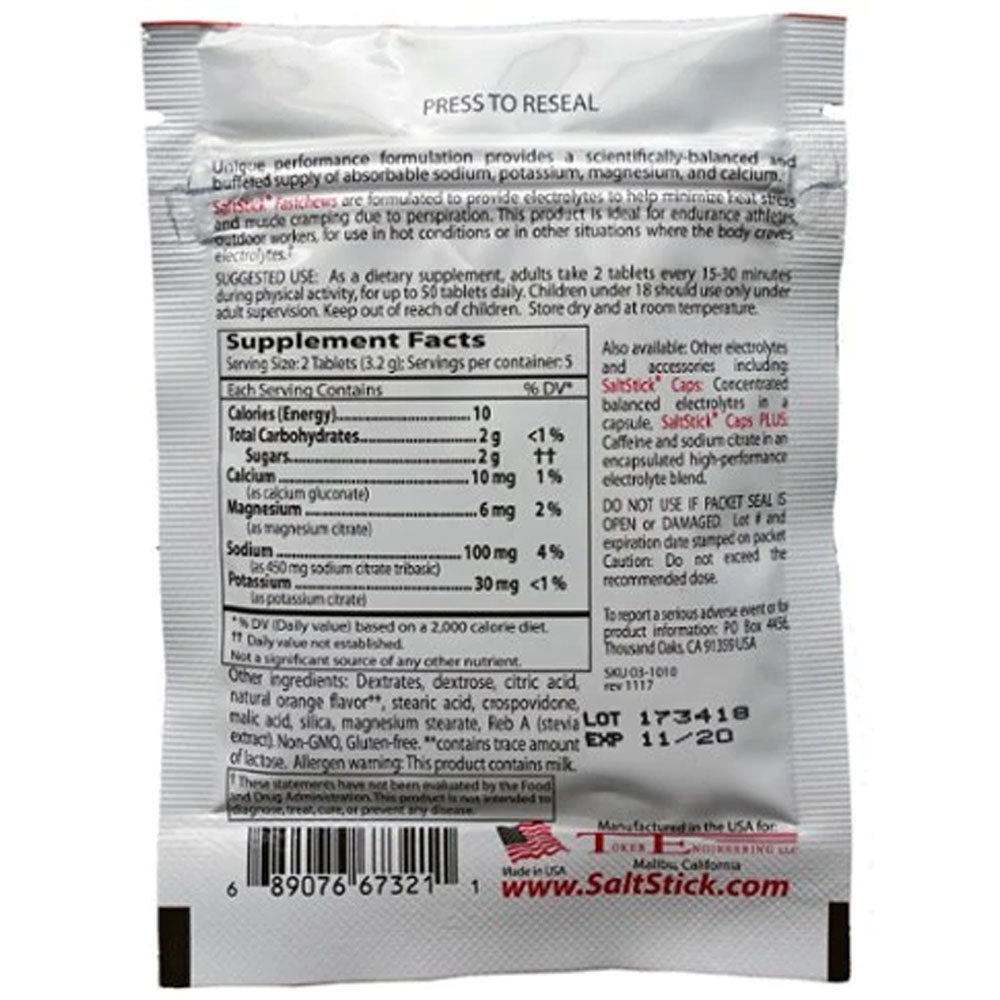 PRESS TO RESEAL
Unique performance formulation provides a scientifically-balanced and
buffeted supply of absorbable sodium, potassium, magnesium, and calcium.
SaltStick® Fastchews are formulated to provide electrolytes to help minimize heat stress
and muscle cramping due to perspiration. This product is ideal for endurance athletes,
outdoor workers, for use in hot conditions or in other situations where the body craves
electrolytes.†
SUGGESTED USE: As a dietary supplement, adults take 2 tablets every 15-30 minutes
during physical activity, for up to 50 tablets daily. Children under 18 should use only under
adult supervision. Keep out of reach of children. Store dry and at room temperature.
Supplement Facts
Serving Size: 2 Tablets (3.2 g); Servings per container: 5
Each Serving Contains % DV*
Calories (Energy) 10
Total Carbohydrates 2 g <1 %
Sugars 2 g ††
Calcium 10 mg 1 %
(as calcium gluconate)
Magnesium 6 mg 2 %
(as magnesium citrate)
Sodium 100 mg 4 %
(as 450 mg sodium citrate tribasic)
Potassium 30 mg <1 %
(as potassium citrate)
* % DV (Daily value) based on a 2,000 calorie diet.
†† Daily value not established.
Not a significant source of any other nutrient.
Other ingredients: Dextrates, dextrose, citric acid,
natural orange flavor**, stearic acid, crospovidone,
malic acid, silica, magnesium stearate, Reb A (stevia
extract). Non-GMO, Gluten-free. **contains trace amount
of lactose. Allergen warning: This product contains milk.
† These statements have not been evaluated by the Food
and Drug Administration. This product is not intended to
diagnose, treat, cure, or prevent any disease.
Also available: Other electrolytes
and accessories including:
SaltStick® Caps: Concentrated
balanced electrolytes in a
capsule, SaltStick® Caps PLUS:
Caffeine and sodium citrate in an
encapsulated high-performance
electrolyte blend.
DO NOT USE IF PACKET SEAL IS
OPEN or DAMAGED. Lot # and
expiration date stamped on packet
Caution: Do not exceed the
recommended dose.
To report a serious adverse event or for
product information: PO Box 4456,
Thousand Oaks, CA 91359 USA
SKU 03-1010
rev 1117
LOT 173418
EXP 11/20
6 89076 67321 1
Made in USA
Manufactured in the USA for:
TOKER ENGINEERING LLC
Malibu, California
www.SaltStick.com